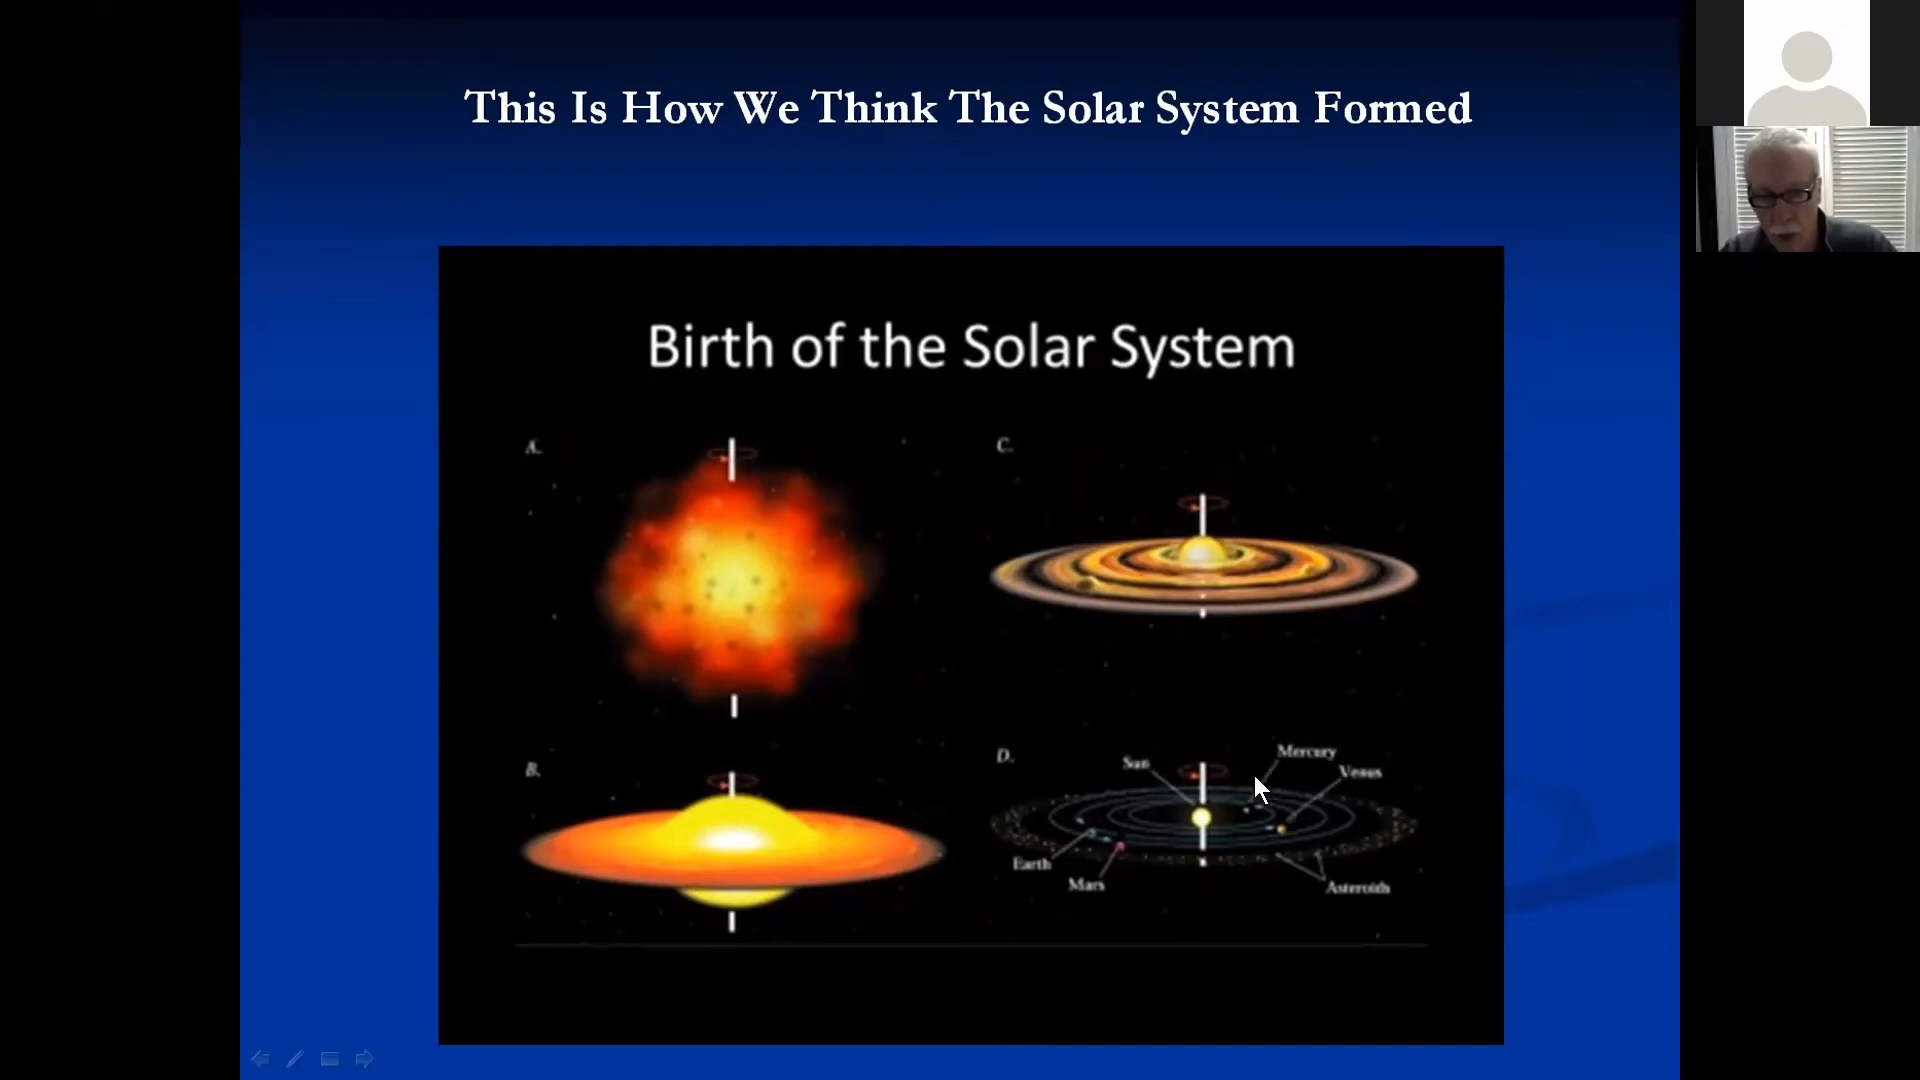 This Is How We Think The Solar System Formed
Birth of the Solar System
A.
C.
B.
D.
Sun
Mercury
Venus
Earth
Mars
Asteroids